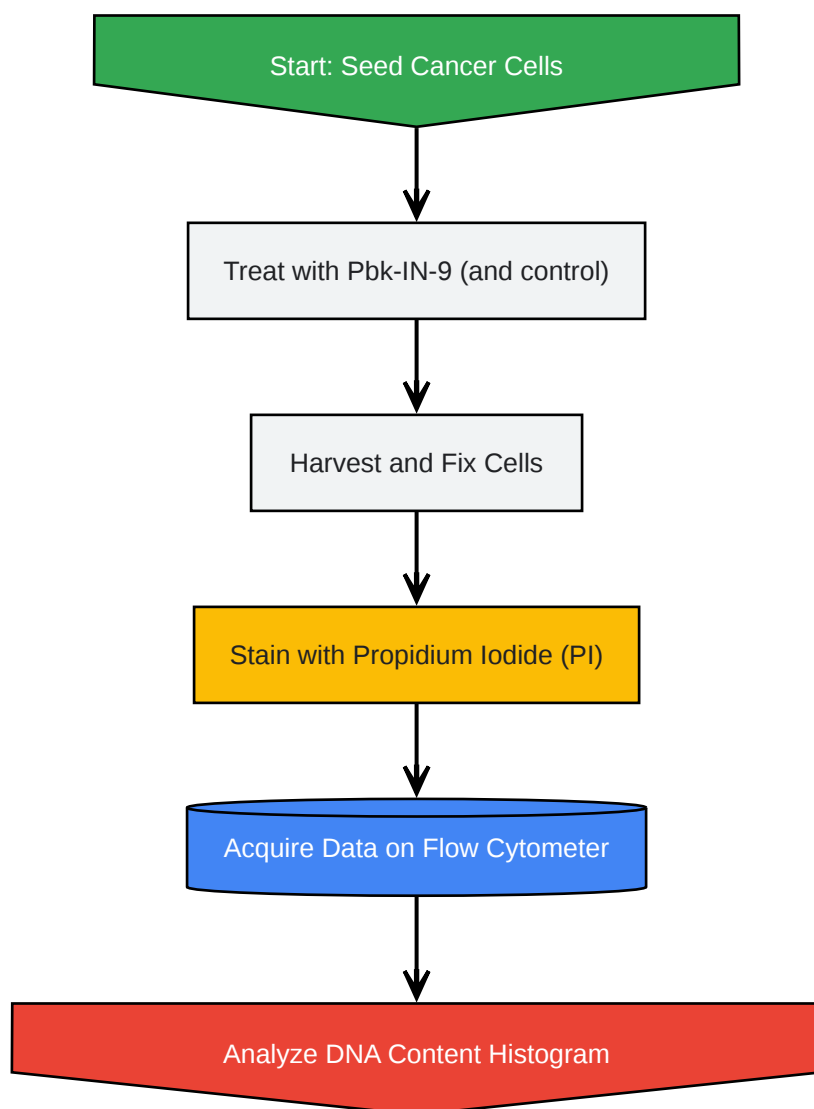 Start: Seed Cancer Cells
Treat with Pbk-IN-9 (and control)
Harvest and Fix Cells
Stain with Propidium Iodide (PI)
Acquire Data on Flow Cytometer
Analyze DNA Content Histogram